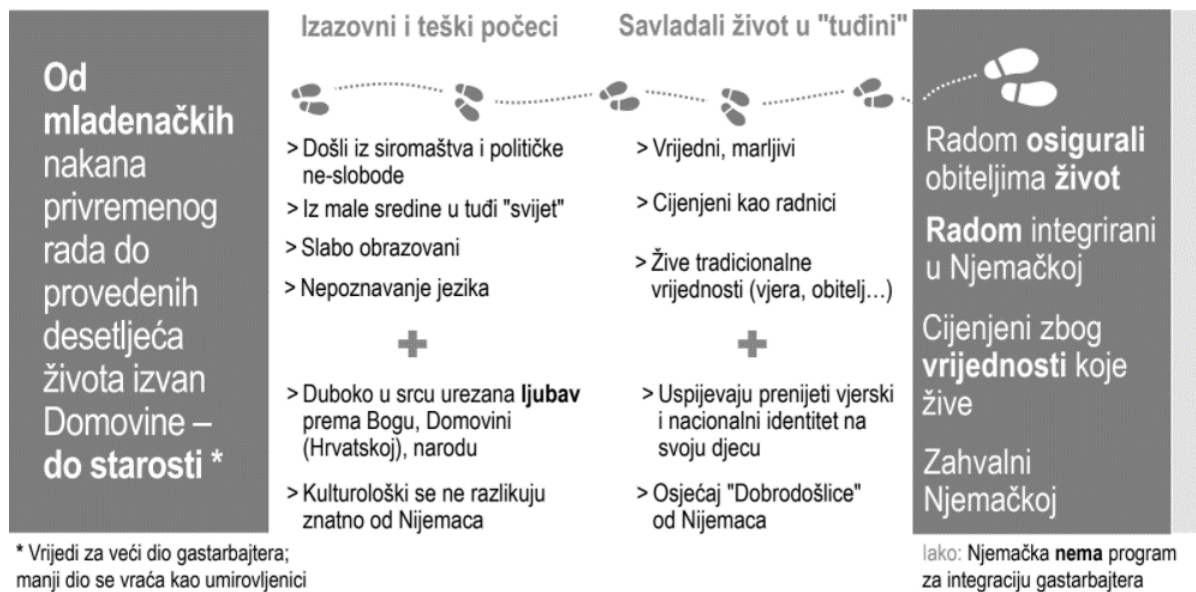 Od
mladenačkih
nakana
privremenog
rada do
provedenih
desetljeća
života izvan
Domovine –
do starosti *
* Vrijedi za veći dio gastarbajtera;
manji dio se vraća kao umirovljenici
Izazovni i teški počeci
> Došli iz siromaštva i političke
ne-slobode
> Iz male sredine u tuđi "svijet"
> Slabo obrazovani
> Nepoznavanje jezika
+
> Duboko u srcu urezana ljubav
prema Bogu, Domovini
(Hrvatskoj), narodu
> Kulturološki se ne razlikuju
znatno od Nijemaca
Savladali život u "tuđini"
> Vrijedni, marljivi
> Cijenjeni kao radnici
> Žive tradicionalne
vrijednosti (vjera, obitelj…)
+
> Uspijevaju prenijeti vjerski
i nacionalni identitet na
svoju djecu
> Osjećaj "Dobrodošlice"
od Nijemaca
Radom osigurali
obiteljima život
Radom integrirani
u Njemačkoj
Cijenjeni zbog
vrijednosti koje
žive
Zahvalni
Njemačkoj
Iako: Njemačka nema program
za integraciju gastarbajtera